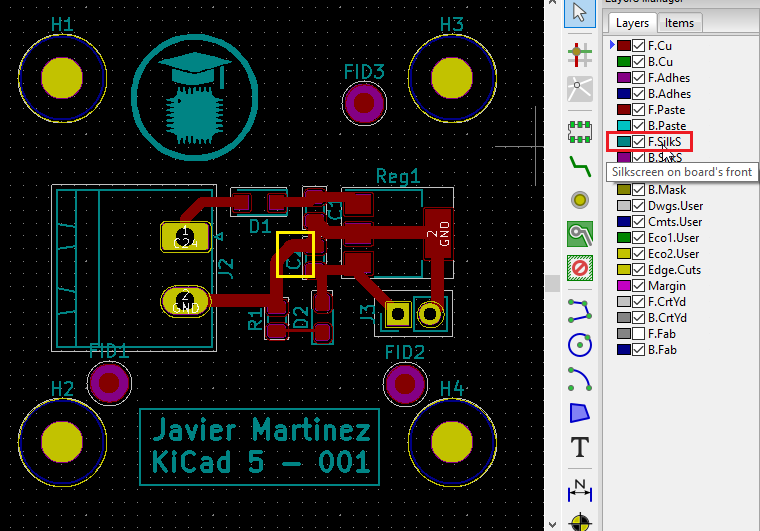 Layers Manager
Layers Items
F.Cu
B.Cu
F.Adhes
B.Adhes
F.Paste
B.Paste
F.SilkS
B.SilkS
Silkscreen on board's front
B.Mask
Dwgs.User
Cmts.User
Eco1.User
Eco2.User
Edge.Cuts
Margin
F.CrtYd
B.CrtYd
F.Fab
B.Fab
H1
H3
FID3
Reg1
D1
C1
1
C24
4
2
GND
J2
C2
2
GND
R1
D2
J3
FID1
FID2
H2
H4
Javier Martinez
KiCad 5 - 001
T
N